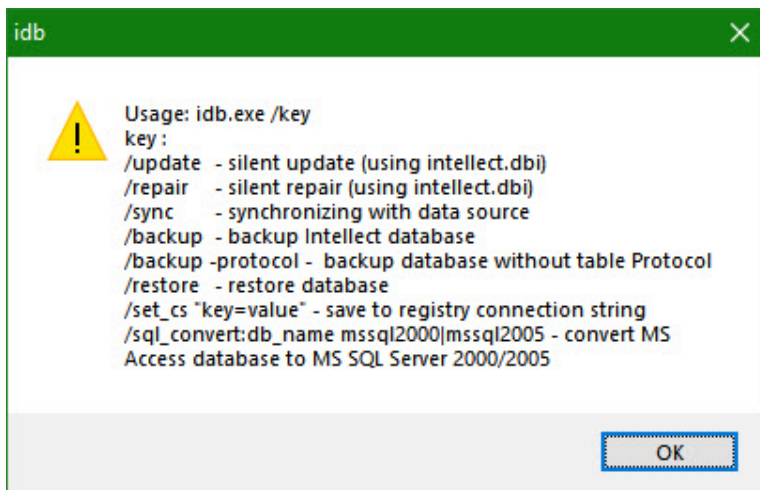 idb
Usage: idb.exe /key
key :
/update - silent update (using intellect.dbi)
/repair - silent repair (using intellect.dbi)
/sync - synchronizing with data source
/backup - backup Intellect database
/backup -protocol - backup database without table Protocol
/restore - restore database
/set_cs "key=value" - save to registry connection string
/sql_convert:db_name mssql2000|mssql2005 - convert MS
Access database to MS SQL Server 2000/2005
OK